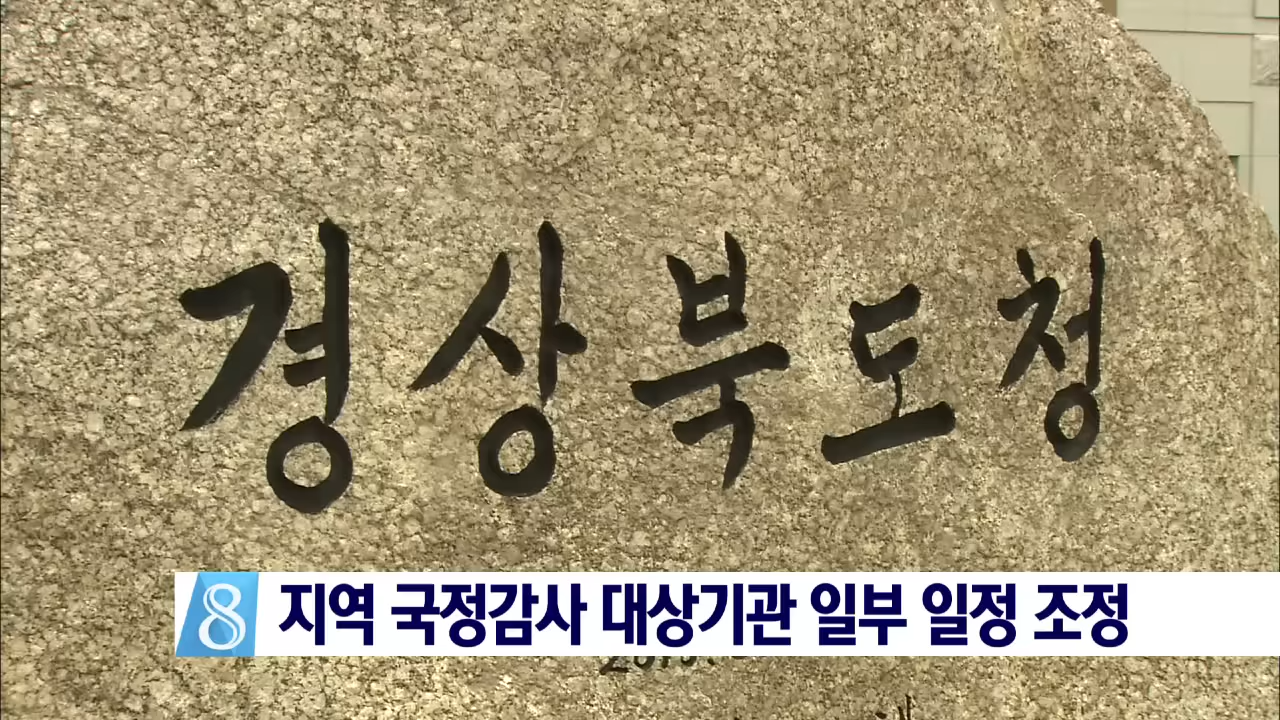 경상북도청
8 지역 국정감사 대상기관 일부 일정 조정